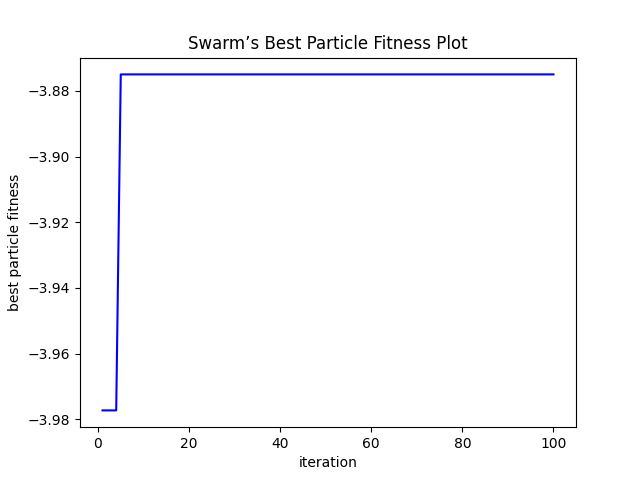 Swarm’s Best Particle Fitness Plot
best particle fitness
−3.88
−3.90
−3.92
−3.94
−3.96
−3.98
0 20 40 60 80 100
iteration